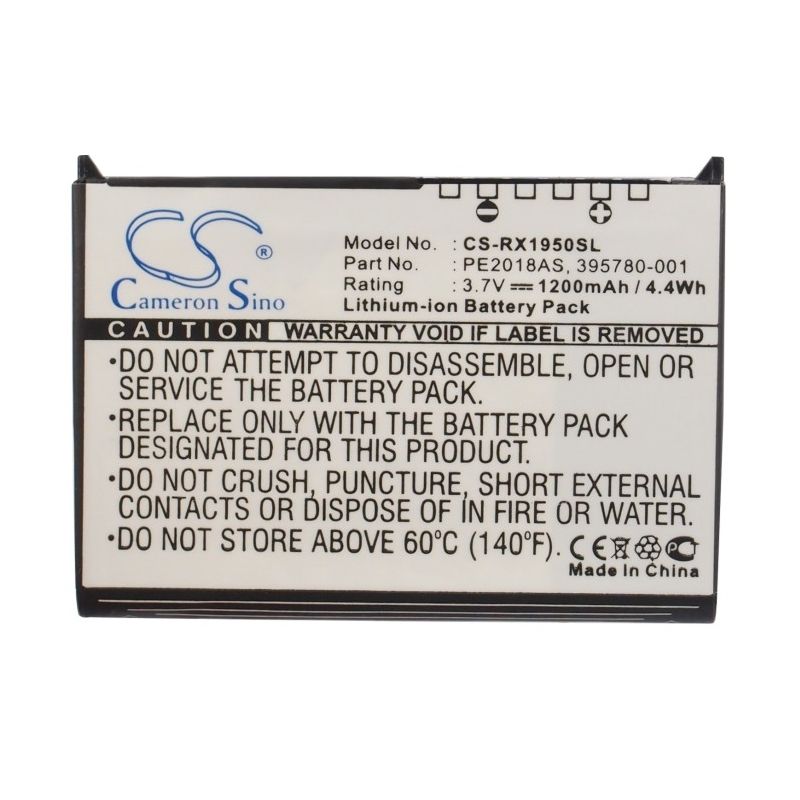 CS®
Cameron Sino
Model No. : CS-RX1950SL
Part No. : PE2018AS, 395780-001
Rating : 3.7V 1200mAh / 4.4Wh
Lithium-ion Battery Pack
CAUTION WARRANTY VOID IF LABEL IS REMOVED
•DO NOT ATTEMPT TO DISASSEMBLE, OPEN OR
SERVICE THE BATTERY PACK.
•REPLACE ONLY WITH THE BATTERY PACK
DESIGNATED FOR THIS PRODUCT.
•DO NOT CRUSH, PUNCTURE, SHORT EXTERNAL
CONTACTS OR DISPOSE OF IN FIRE OR WATER.
•DO NOT STORE ABOVE 60°C (140°F).
CE
Made In China